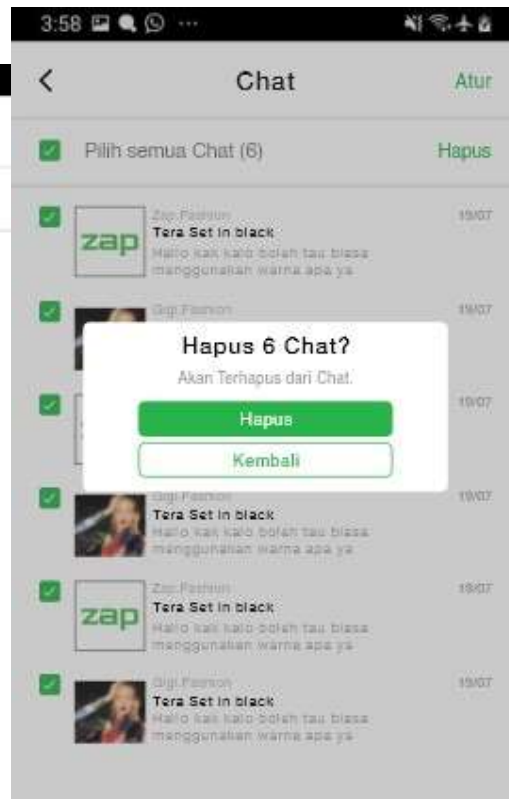 3:58
Chat
Atur
Pilih semua Chat (6)
Hapus
Zap.Fashion
19/07
zap
Tera Set in black
Hallo kak kalo boleh tau biasa
menggunakan warna apa ya
Gigi.Fashion
19/07
Hapus 6 Chat?
Akan Terhapus dari Chat.
19/07
Hapus
Kembali
Gigi.Fashion
19/07
Tera Set in black
Hallo kak kalo boleh tau biasa
menggunakan warna apa ya
Zap.Fashion
19/07
zap
Tera Set in black
Hallo kak kalo boleh tau biasa
menggunakan warna apa ya
Gigi.Fashion
19/07
Tera Set in black
Hallo kak kalo boleh tau biasa
menggunakan warna apa ya